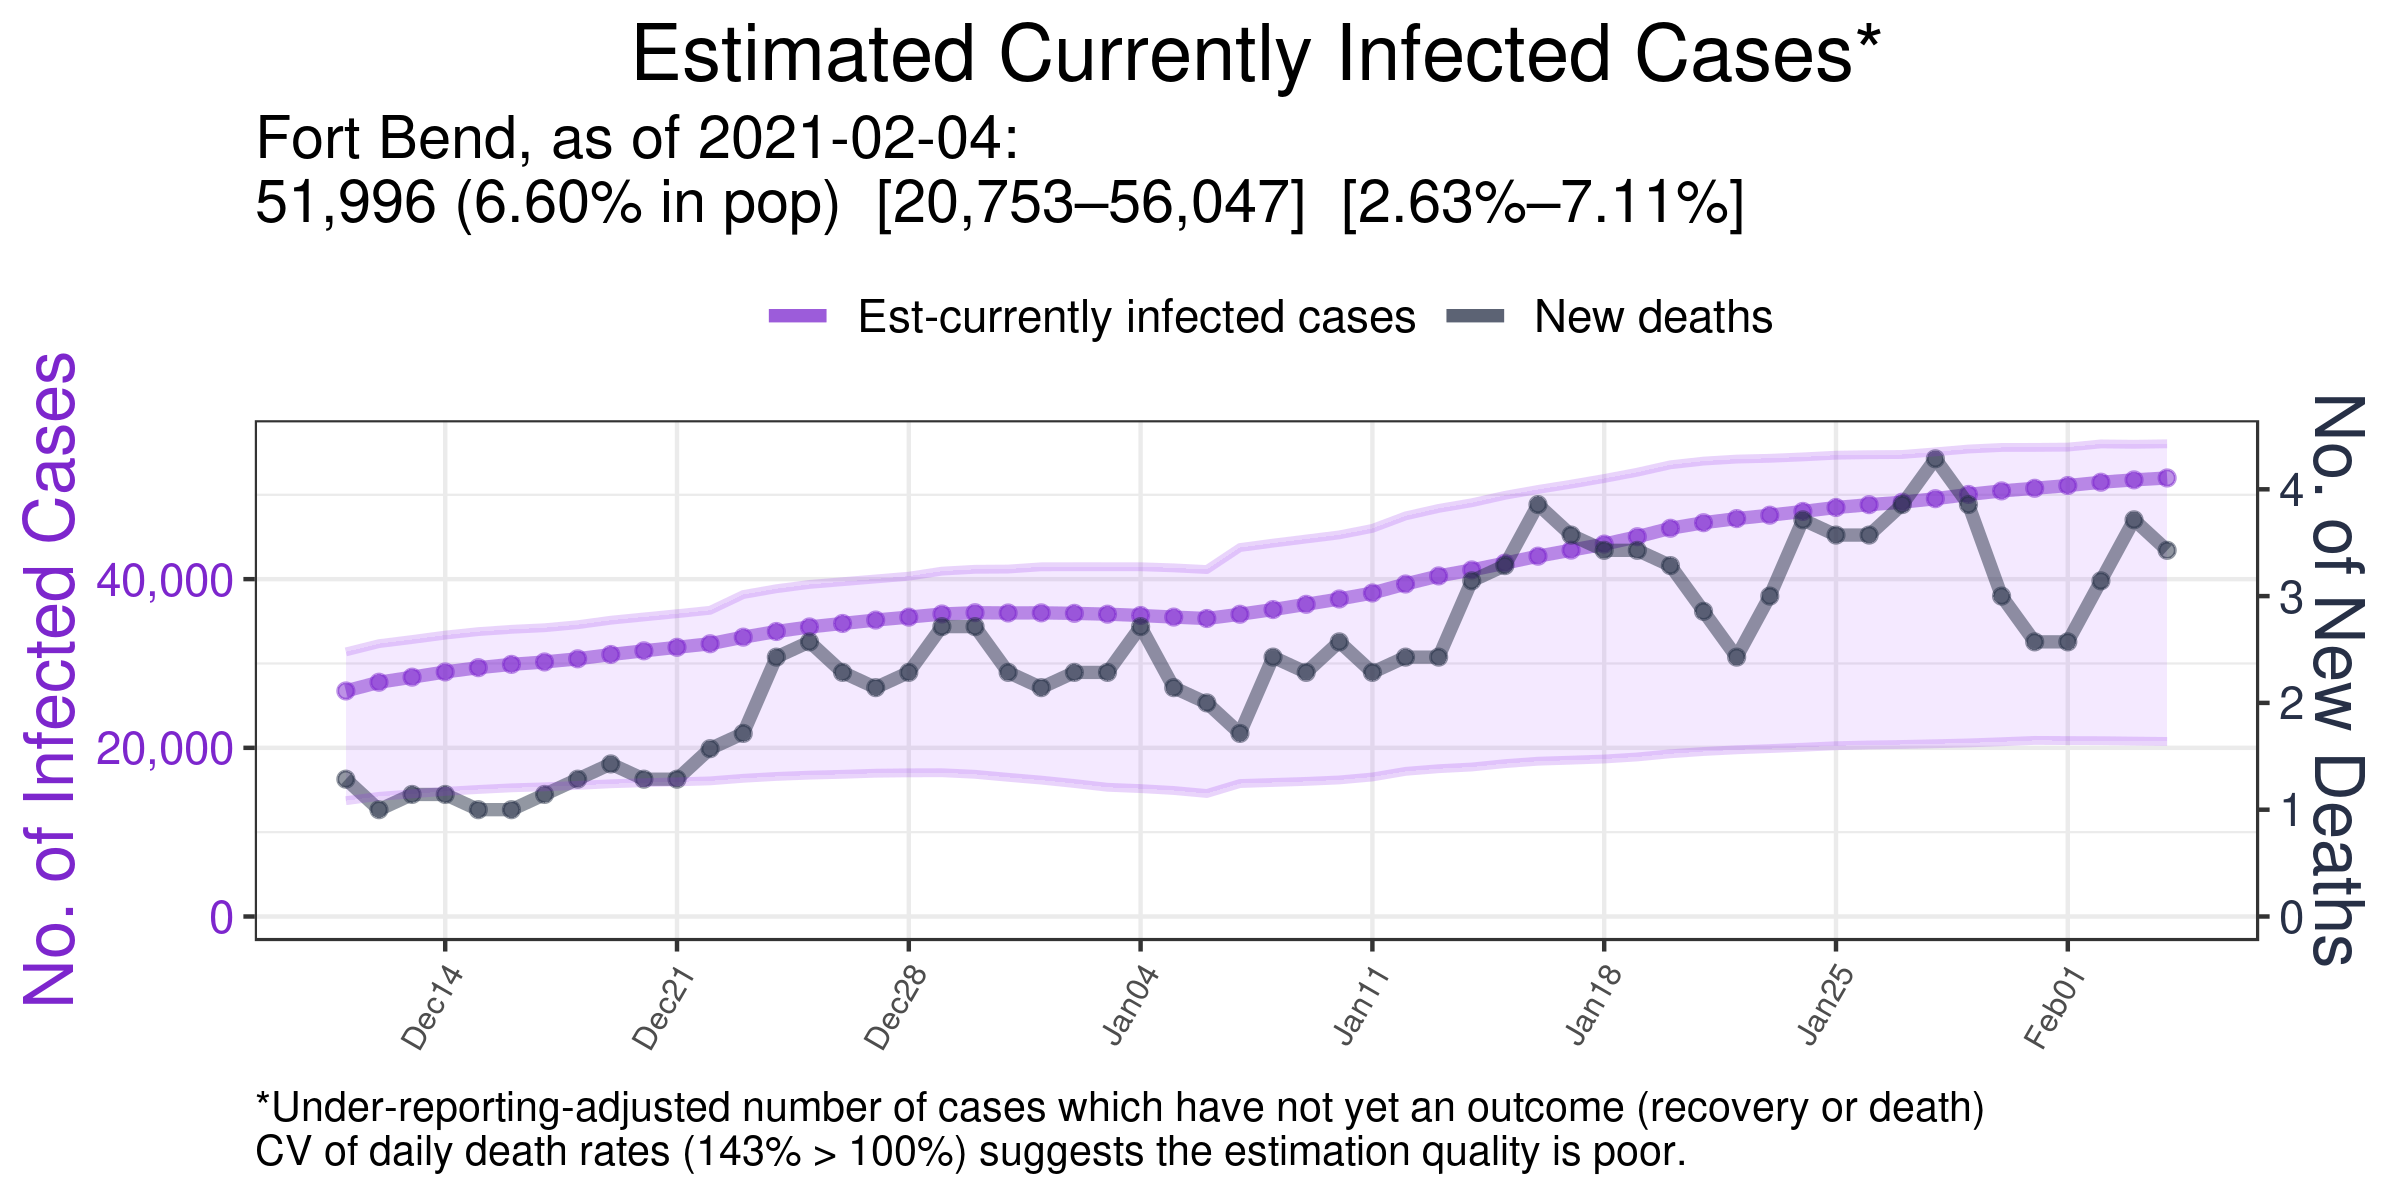 Estimated Currently Infected Cases*
Fort Bend, as of 2021-02-04:
51,996 (6.60% in pop)  [20,753–56,047]  [2.63%–7.11%]
Est-currently infected cases
New deaths
No. of Infected Cases
40,000
20,000
0
No. of New Deaths
4
3
2
1
0
Dec14
Dec21
Dec28
Jan04
Jan11
Jan18
Jan25
Feb01
*Under-reporting-adjusted number of cases which have not yet an outcome (recovery or death)
CV of daily death rates (143% > 100%) suggests the estimation quality is poor.